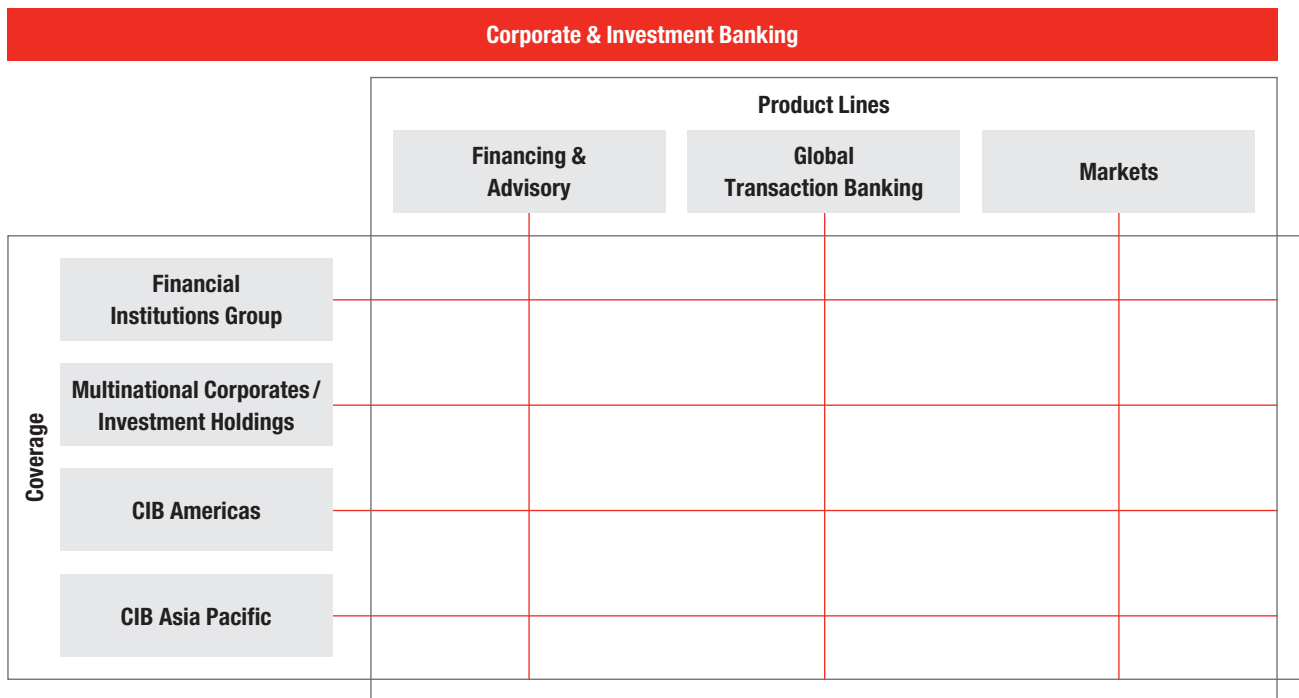 Corporate & Investment Banking
Product Lines
Financing &
Advisory
Global
Transaction Banking
Markets
Coverage
Financial
Institutions Group
Multinational Corporates /
Investment Holdings
CIB Americas
CIB Asia Pacific